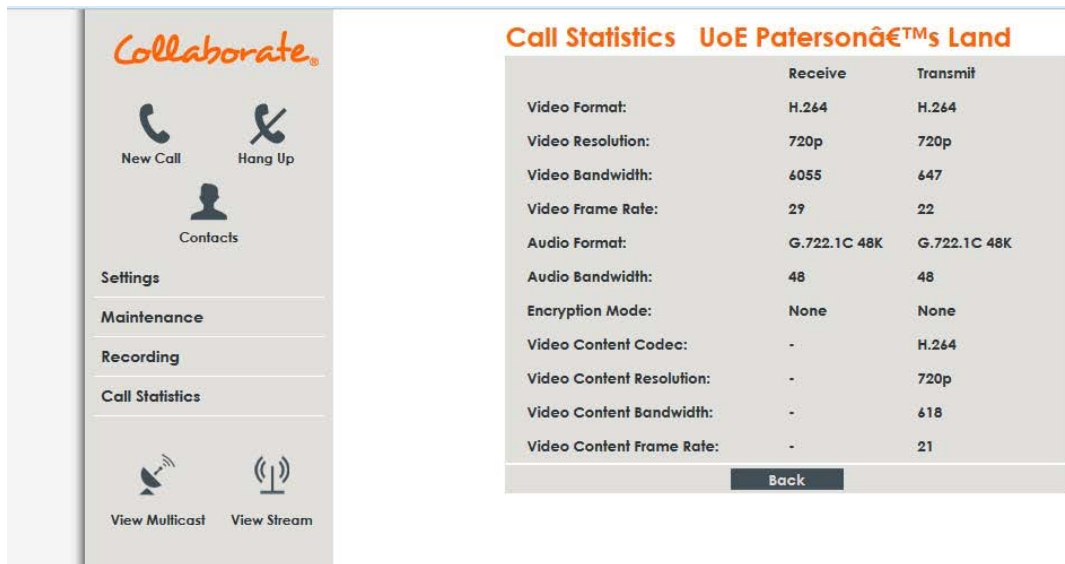 Collaborate®
New Call Hang Up
Contacts
Settings
Maintenance
Recording
Call Statistics
View Multicast View Stream
Call Statistics UoE Patersonâ€™s Land
Receive Transmit
Video Format: H.264 H.264
Video Resolution: 720p 720p
Video Bandwidth: 6055 647
Video Frame Rate: 29 22
Audio Format: G.722.1C 48K G.722.1C 48K
Audio Bandwidth: 48 48
Encryption Mode: None None
Video Content Codec: - H.264
Video Content Resolution: - 720p
Video Content Bandwidth: - 618
Video Content Frame Rate: - 21
Back